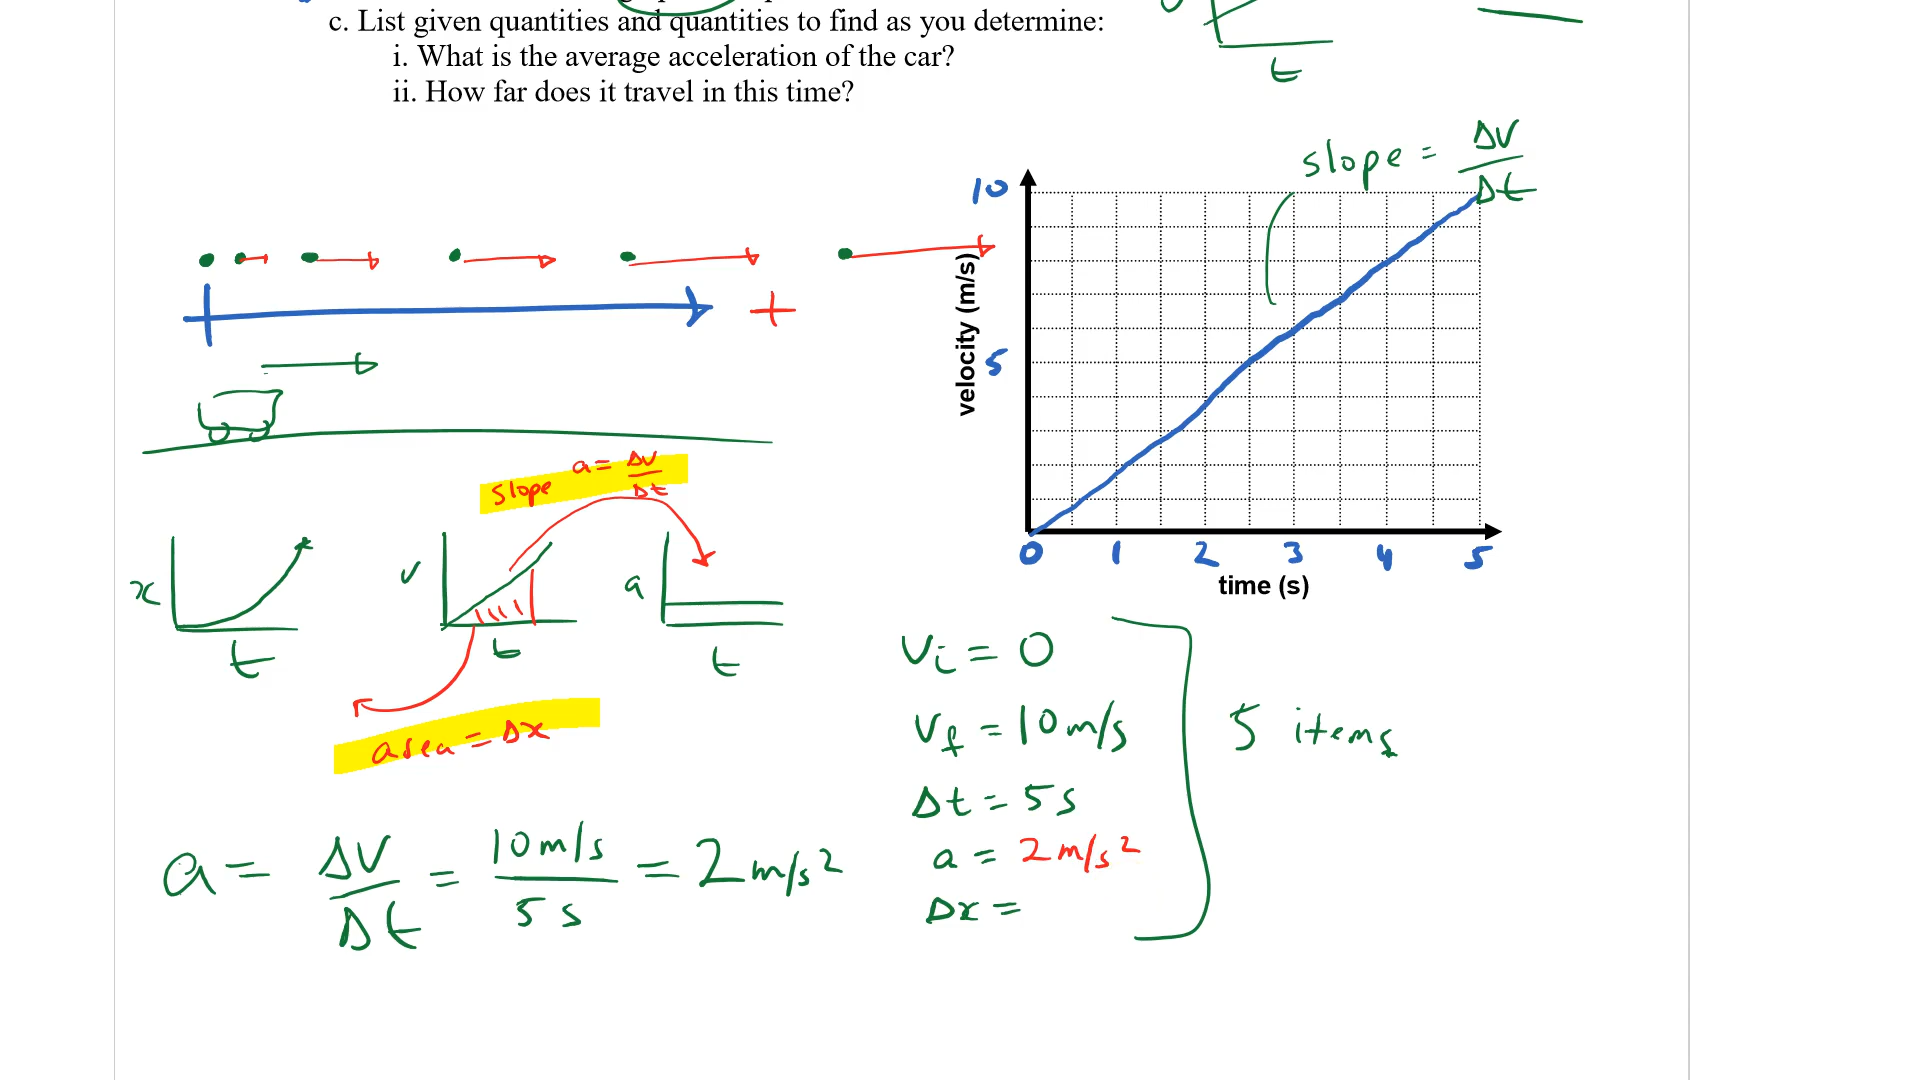 c. List given quantities and quantities to find as you determine:
i. What is the average acceleration of the car?
ii. How far does it travel in this time?
t
slope = Δv/Δt
10
5
velocity (m/s)
0 1 2 3 4 5
time (s)
+
slope a = Δv/Δt
x
t
v
t
a
t
area = Δx
vi = 0
vf = 10 m/s
Δt = 5 s
a = 2 m/s²
Δx =
5 items
a = Δv/Δt = 10 m/s / 5 s = 2 m/s²